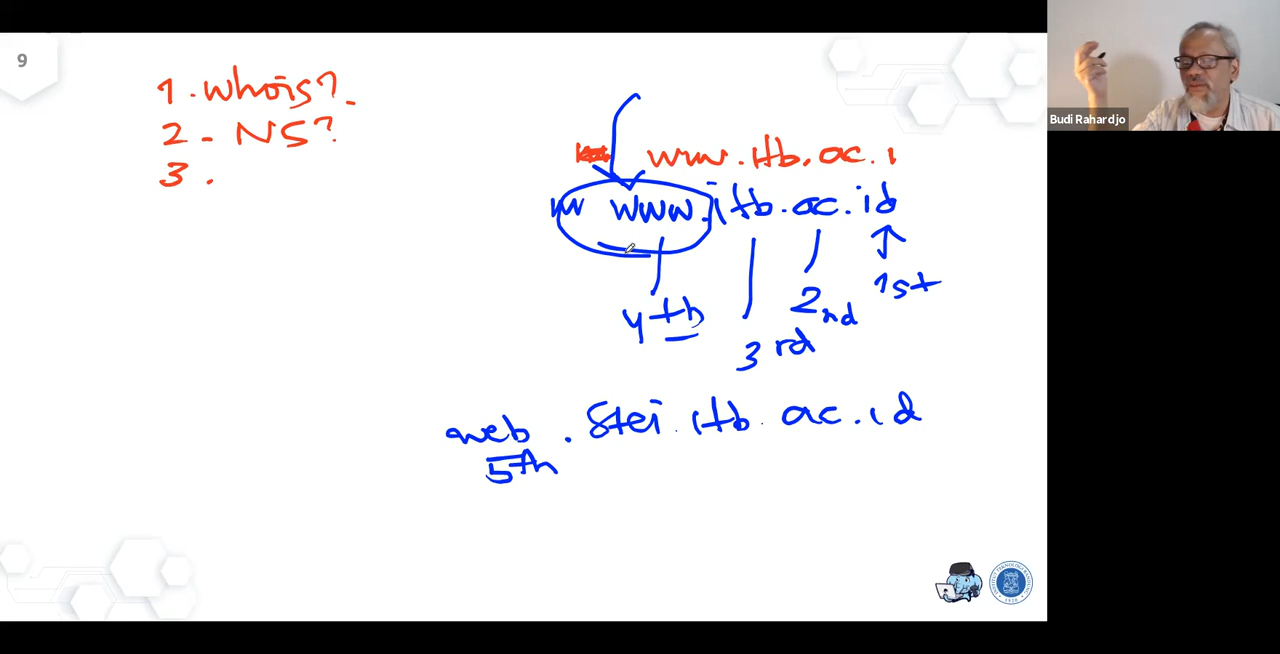 9
1. Whois?
2 - NS?
3.
www.itb.ac.i
www.itb.ac.id
4th
3rd
2nd
1st
web.Stei.itb.ac.id
5th
Budi Rahardjo